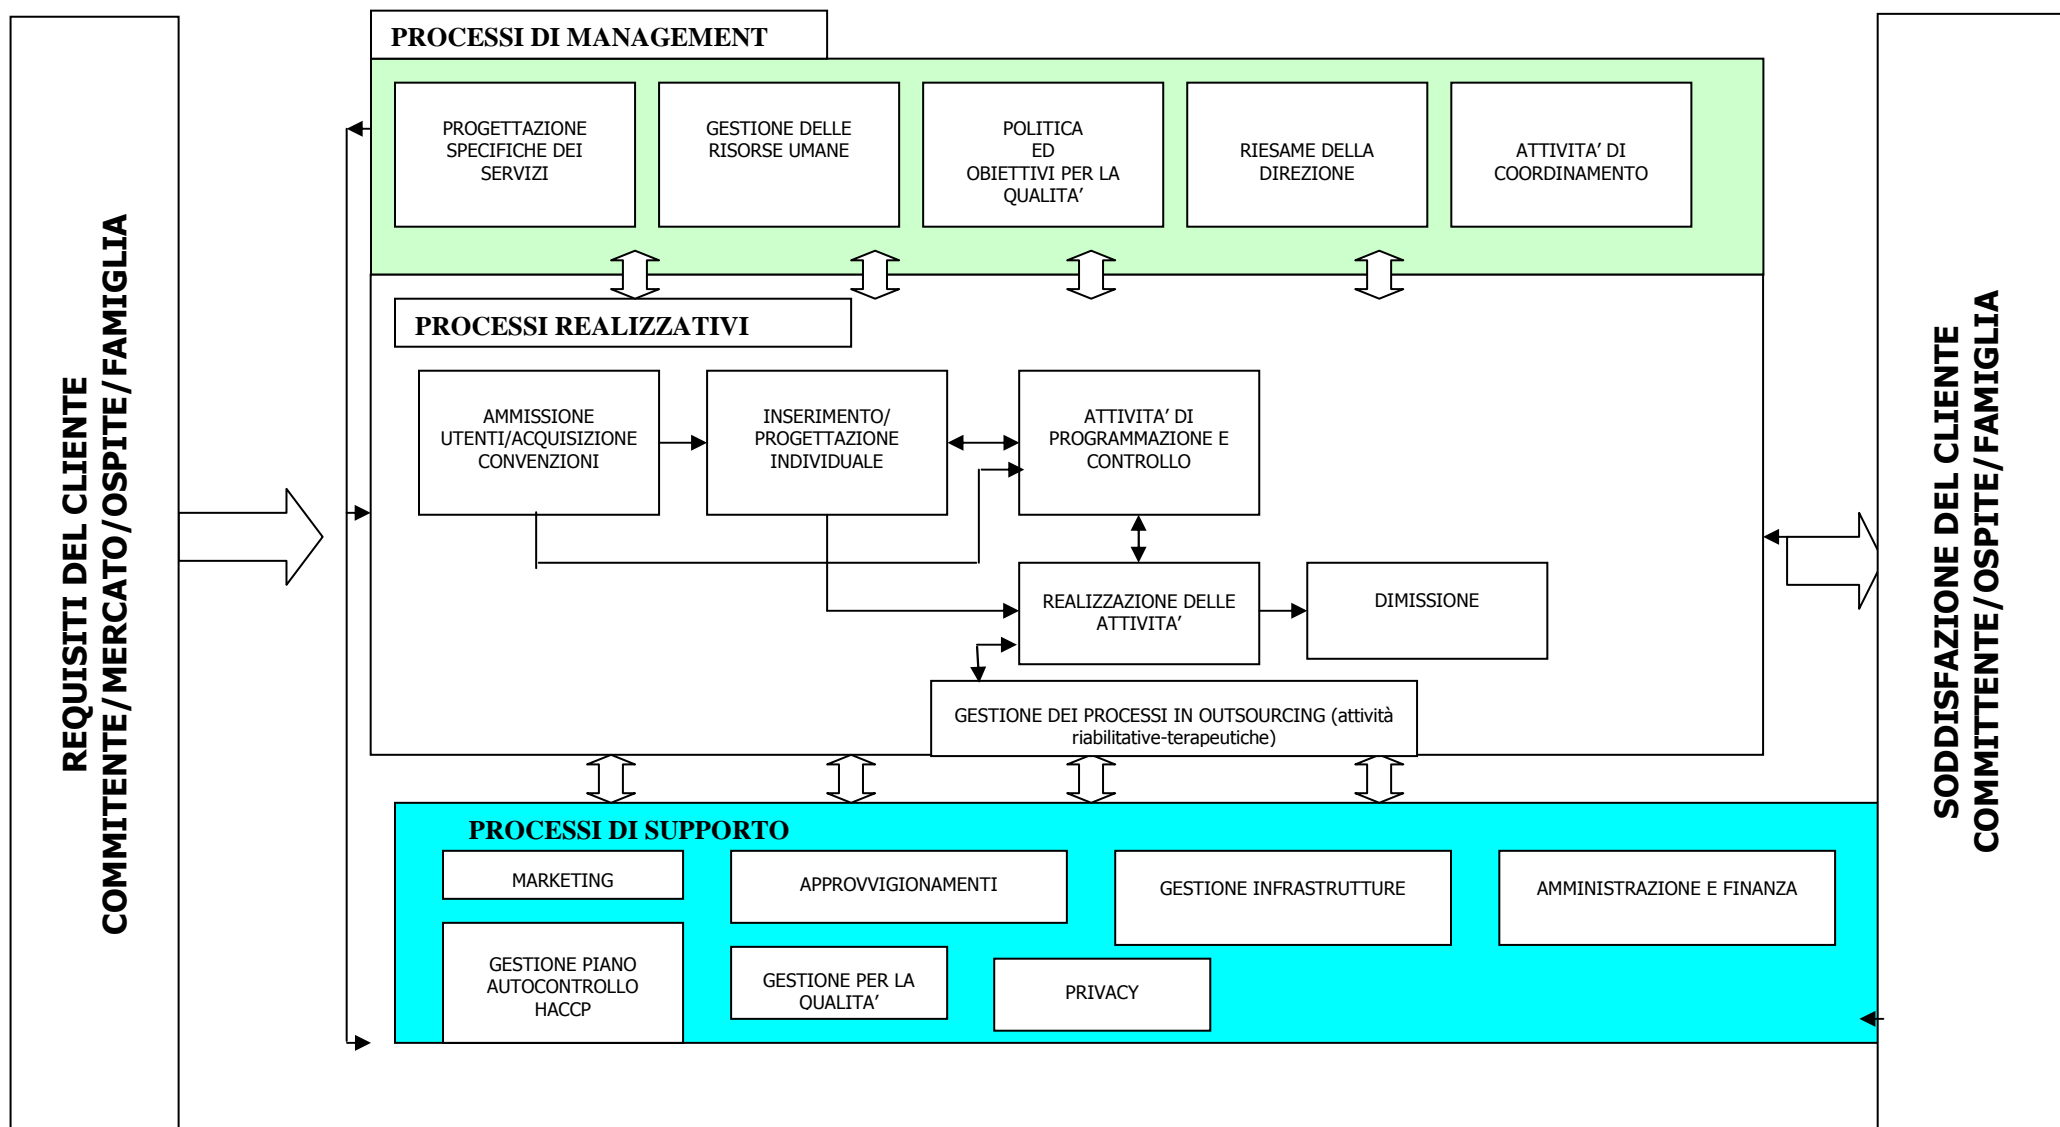 REQUISITI DEL CLIENTE
COMMITENTE/MERCATO/OSPITE/FAMIGLIA
PROCESSI DI MANAGEMENT
PROGETTAZIONE
SPECIFICHE DEI
SERVIZI
GESTIONE DELLE
RISORSE UMANE
POLITICA
ED
OBIETTIVI PER LA
QUALITA’
RIESAME DELLA
DIREZIONE
ATTIVITA’ DI
COORDINAMENTO
PROCESSI REALIZZATIVI
AMMISSIONE
UTENTI/ACQUISIZIONE
CONVENZIONI
INSERIMENTO/
PROGETTAZIONE
INDIVIDUALE
ATTIVITA’ DI
PROGRAMMAZIONE E
CONTROLLO
REALIZZAZIONE DELLE
ATTIVITA’
DIMISSIONE
GESTIONE DEI PROCESSI IN OUTSOURCING (attività
riabilitative-terapeutiche)
PROCESSI DI SUPPORTO
MARKETING
APPROVVIGIONAMENTI
GESTIONE INFRASTRUTTURE
AMMINISTRAZIONE E FINANZA
GESTIONE PIANO
AUTOCONTROLLO
HACCP
GESTIONE PER LA
QUALITA’
PRIVACY
SODDISFAZIONE DEL CLIENTE
COMMITTENTE/OSPITE/FAMIGLIA